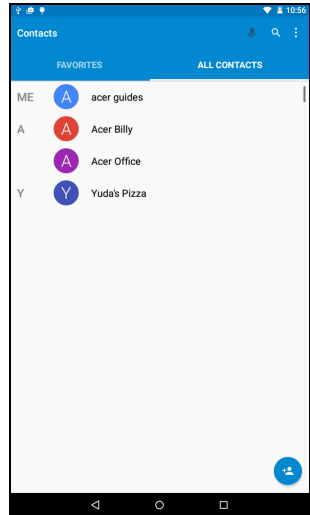 10:56
Contacts
FAVORITES ALL CONTACTS
ME A acer guides
A A Acer Billy
A Acer Office
Y Y Yuda's Pizza